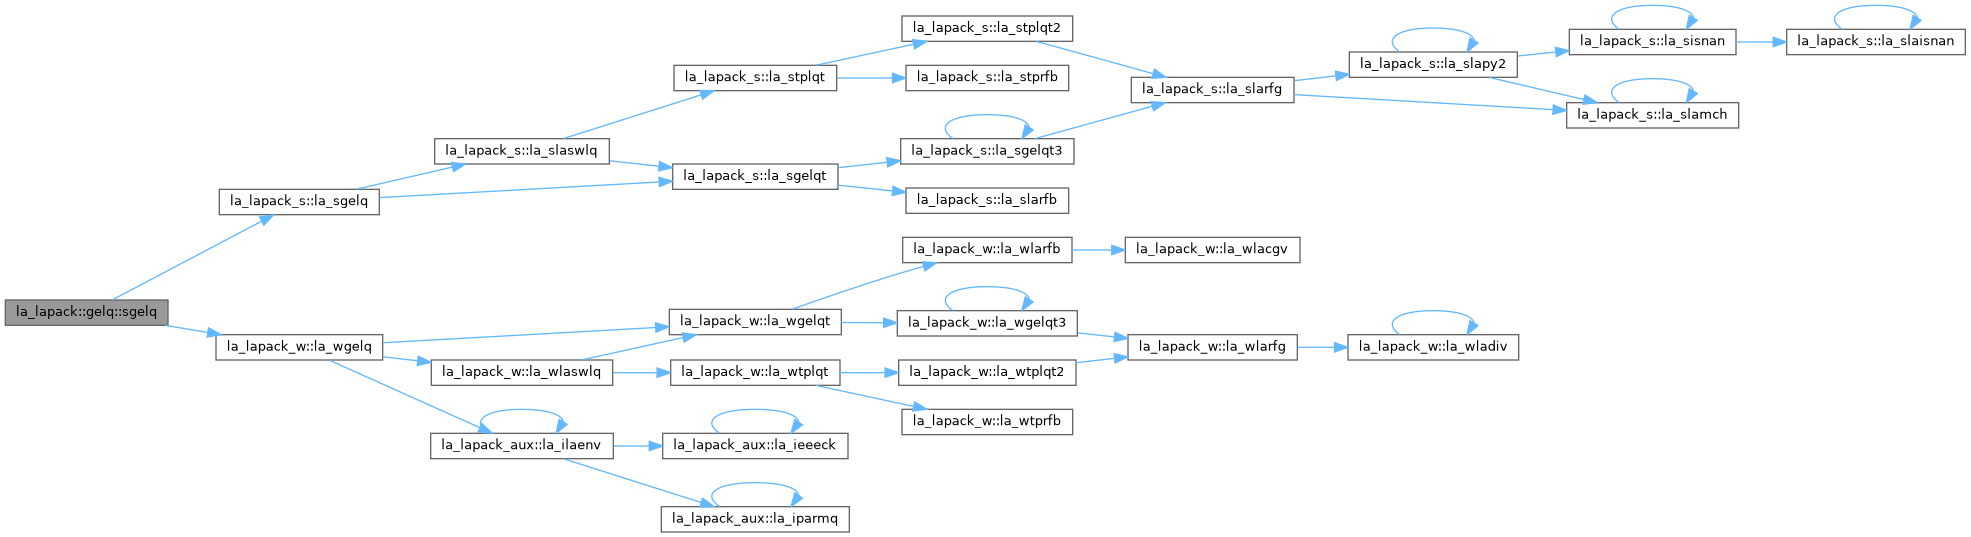 la_lapack::gelq::sgelq
la_lapack_s::la_sgelq
la_lapack_w::la_wgelq
la_lapack_s::la_slaswlq
la_lapack_w::la_wlaswlq
la_lapack_aux::la_ilaenv
la_lapack_s::la_stplqt
la_lapack_s::la_sgelqt
la_lapack_w::la_wgelqt
la_lapack_w::la_wtplqt
la_lapack_aux::la_ieeeck
la_lapack_aux::la_iparmq
la_lapack_s::la_stplqt2
la_lapack_s::la_stprfb
la_lapack_s::la_sgelqt3
la_lapack_s::la_slarfb
la_lapack_w::la_wlarfb
la_lapack_w::la_wgelqt3
la_lapack_w::la_wtplqt2
la_lapack_w::la_wtprfb
la_lapack_s::la_slarfg
la_lapack_w::la_wlacgv
la_lapack_w::la_wlarfg
la_lapack_s::la_slapy2
la_lapack_w::la_wladiv
la_lapack_s::la_sisnan
la_lapack_s::la_slamch
la_lapack_s::la_slaisnan